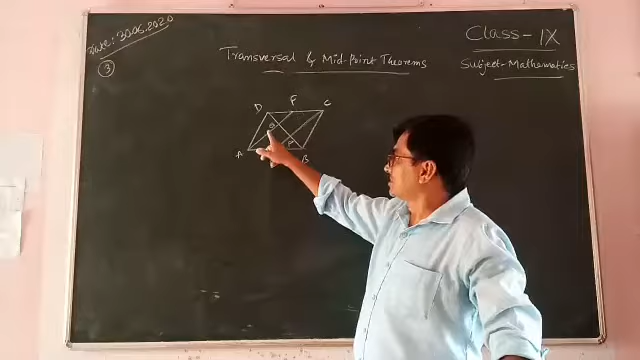 Date: 30.06.2020
Class - IX
3
Transversal & Mid-Point Theorems
Subject- Mathematics
D F C
Q
P
A B